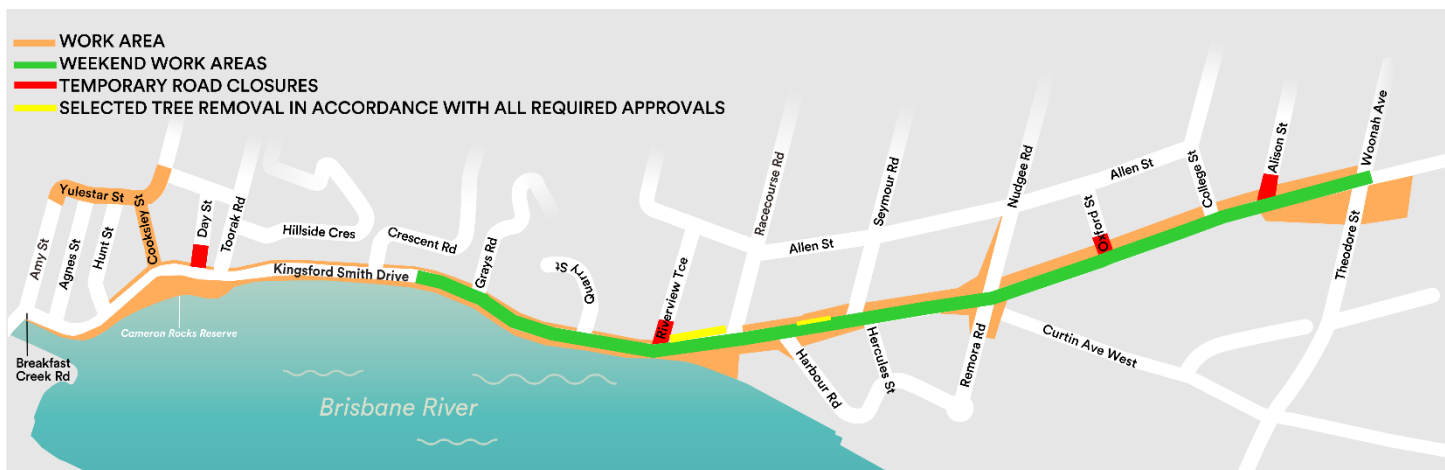 WORK AREA
WEEKEND WORK AREAS
TEMPORARY ROAD CLOSURES
SELECTED TREE REMOVAL IN ACCORDANCE WITH ALL REQUIRED APPROVALS
Yulestar St
Amy St
Agnes St
Hunt St
Cooksley St
Day St
Toorak Rd
Hillside Cres
Crescent Rd
Grays Rd
Quarry St
Kingsford Smith Drive
Cameron Rocks Reserve
Breakfast
Creek Rd
Brisbane River
Riverview Tce
Racecourse Rd
Allen St
Seymour Rd
Harbour Rd
Hercules St
Nudgee Rd
Remora Rd
Curtin Ave West
Oxford St
Allen St
College St
Alison St
Woonah Ave
Theodore St